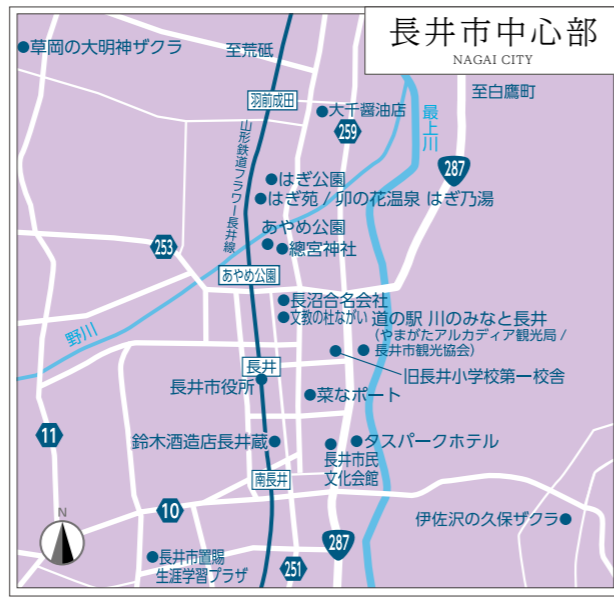 長井市中心部
NAGAI CITY
草岡の大明神ザクラ
至荒砥
至白鷹町
羽前成田
大千醤油店
259
最上川
287
山形鉄道フラワー長井線
はぎ公園
はぎ苑 / 卯の花温泉 はぎ乃湯
あやめ公園
總宮神社
253
あやめ公園
長沼合名会社
文教の杜ながい
道の駅 川のみなと長井
(やまがたアルカディア観光局 /
長井市観光協会)
野川
長井
旧長井小学校第一校舎
長井市役所
菜なポート
11
鈴木酒造店長井蔵
タスパークホテル
長井市民
文化会館
南長井
10
伊佐沢の久保ザクラ
N
287
長井市置賜
生涯学習プラザ
251